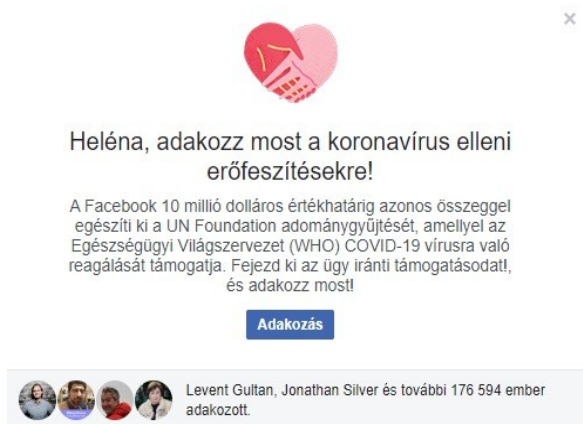 Heléna, adakozz most a koronavírus elleni
erőfeszítésekre!
A Facebook 10 millió dolláros értékhatárig azonos összeggel
egészíti ki a UN Foundation adománygyűjtését, amellyel az
Egészségügyi Világszervezet (WHO) COVID-19 vírusra való
reagálását támogatja. Fejezd ki az ügy iránti támogatásodat!,
és adakozz most!
Adakozás
Levent Gultan, Jonathan Silver és további 176 594 ember
adakozott.